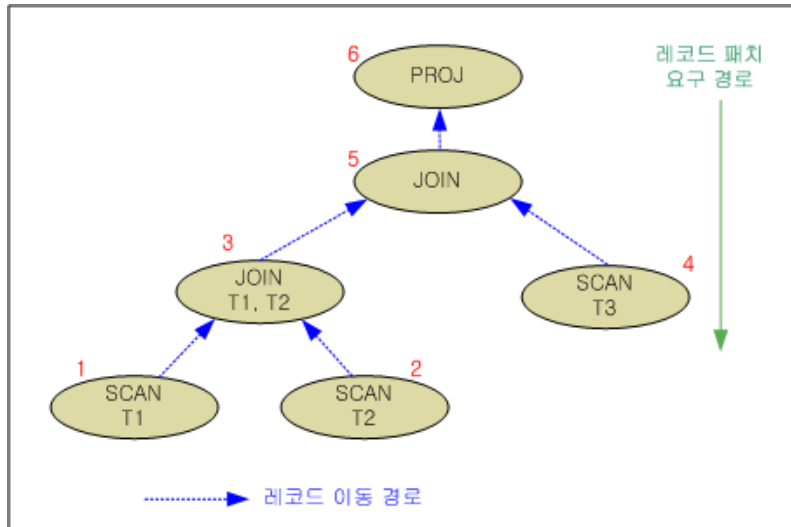 6
PROJ
레코드 패치
요구 경로
5
JOIN
3
JOIN
T1, T2
4
SCAN
T3
1
SCAN
T1
2
SCAN
T2
레코드 이동 경로